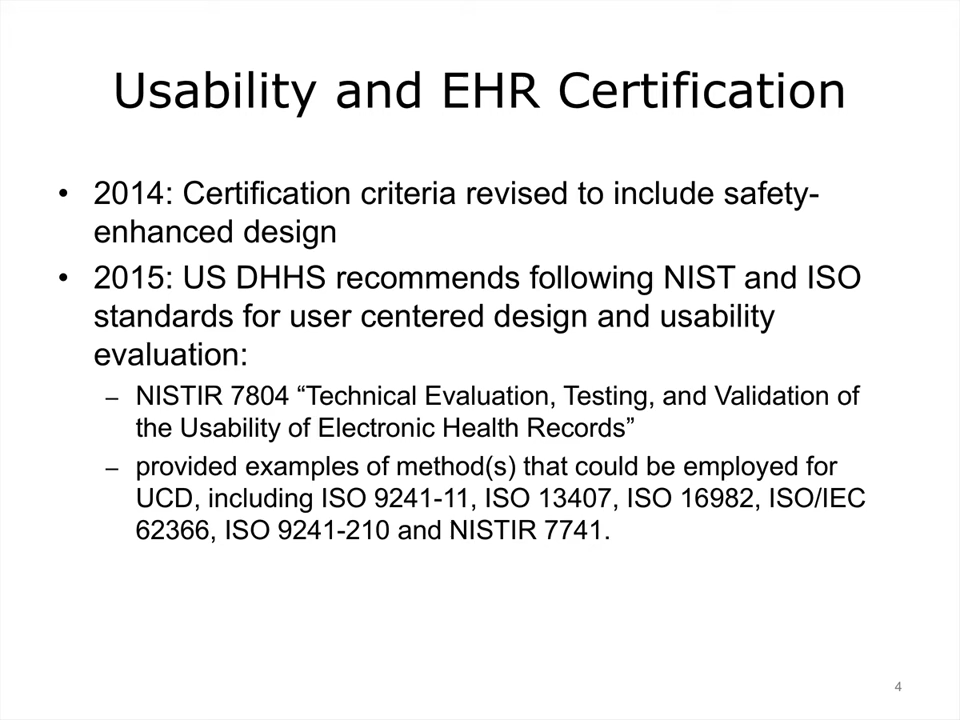 Usability and EHR Certification
• 2014: Certification criteria revised to include safety-
enhanced design
• 2015: US DHHS recommends following NIST and ISO
standards for user centered design and usability
evaluation:
– NISTIR 7804 “Technical Evaluation, Testing, and Validation of
the Usability of Electronic Health Records”
– provided examples of method(s) that could be employed for
UCD, including ISO 9241-11, ISO 13407, ISO 16982, ISO/IEC
62366, ISO 9241-210 and NISTIR 7741.
4